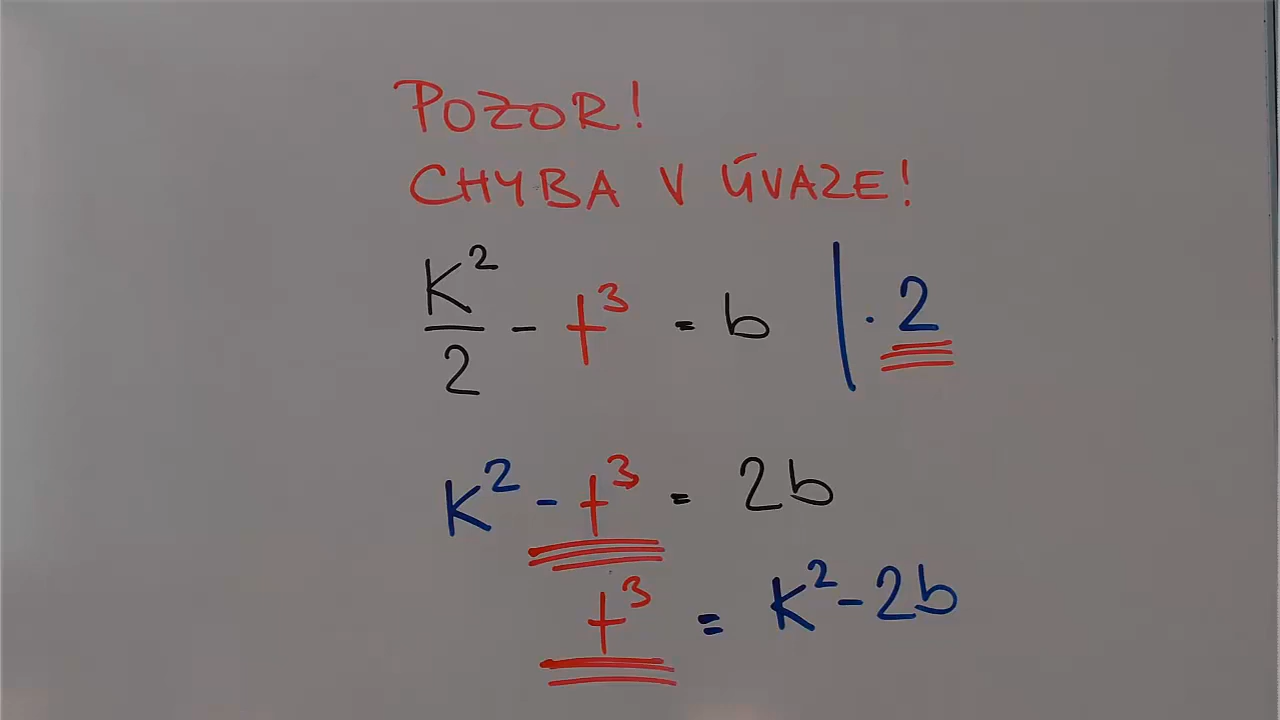 POZOR!
CHYBA V ÚVAZE!
K²/2 - t³ = b | · 2
K² - t³ = 2b
t³ = K² - 2b